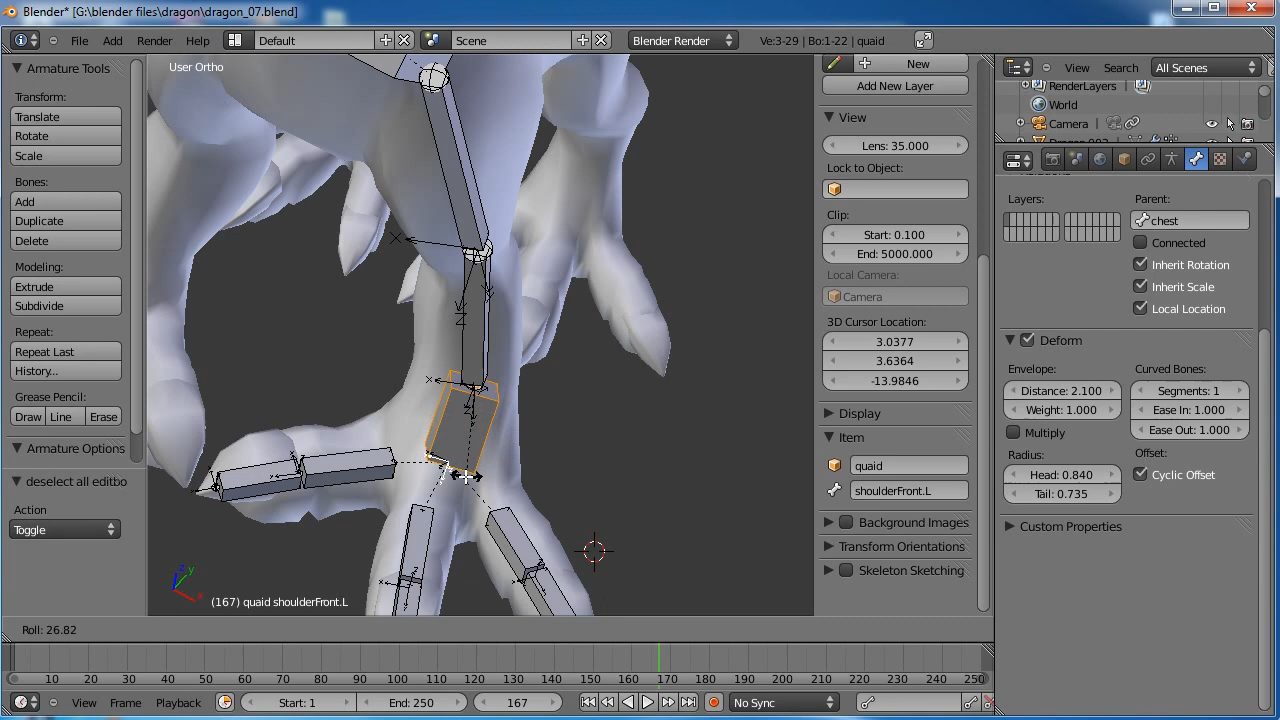 Blender* [G:\blender files\dragon\dragon_07.blend]
File Add Render Help Default Scene Blender Render Ve:3-29 | Bo:1-22 | quaid
Armature Tools
Transform:
Translate
Rotate
Scale
Bones:
Add
Duplicate
Delete
Modeling:
Extrude
Subdivide
Repeat:
Repeat Last
History...
Grease Pencil:
Draw Line Erase
Armature Options
deselect all editbo
Action
Toggle
User Ortho
X
Z
Y
x
z
y
x
(167) quaid shoulderFront.L
Roll: 26.82
New
Add New Layer
View
Lens: 35.000
Lock to Object:
Clip:
Start: 0.100
End: 5000.000
Local Camera:
Camera
3D Cursor Location:
3.0377
3.6364
-13.9846
Display
Item
quaid
shoulderFront.L
Background Images
Transform Orientations
Skeleton Sketching
View Search All Scenes
RenderLayers
World
Camera
Layers:
Parent:
chest
Connected
Inherit Rotation
Inherit Scale
Local Location
Deform
Envelope:
Distance: 2.100
Weight: 1.000
Multiply
Radius:
Head: 0.840
Tail: 0.735
Curved Bones:
Segments: 1
Ease In: 1.000
Ease Out: 1.000
Offset:
Cyclic Offset
Custom Properties
10 20 30 40 50 60 70 80 90 100 110 120 130 140 150 160 170 180 190 200 210 220 230 240 250
View Frame Playback Start: 1 End: 250 167 No Sync